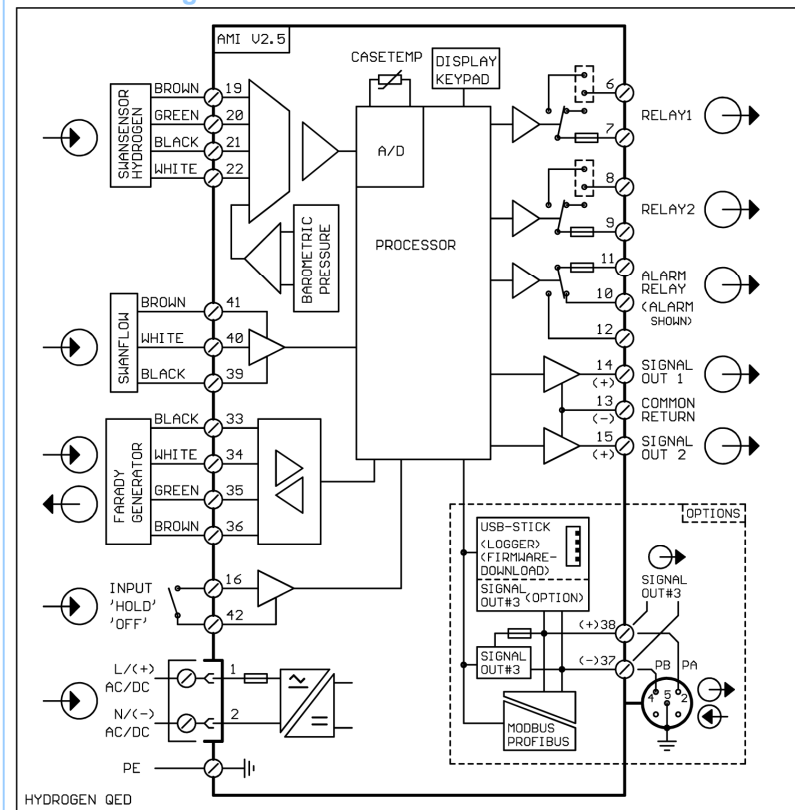 AMI V2.5
CASETEMP
DISPLAY
KEYPAD
SWANSENSOR
HYDROGEN
BROWN 19
GREEN 20
BLACK 21
WHITE 22
A/D
PROCESSOR
BAROMETRIC
PRESSURE
6
RELAY1
7
8
RELAY2
9
11
ALARM
RELAY
10
(ALARM
SHOWN)
12
SWANFLOW
BROWN 41
WHITE 40
BLACK 39
14
(+)
SIGNAL
OUT 1
13
(-)
COMMON
RETURN
15
(+)
SIGNAL
OUT 2
FARADY
GENERATOR
BLACK 33
WHITE 34
GREEN 35
BROWN 36
INPUT
'HOLD'
'OFF'
16
42
L/(+)
AC/DC
1
N/(-)
AC/DC
2
PE
OPTIONS
USB-STICK
(LOGGER)
(FIRMWARE-
DOWNLOAD)
SIGNAL
OUT#3 (OPTION)
SIGNAL
OUT#3
(+)38
SIGNAL
OUT#3
(-)37
PB PA
4 5 2
MODBUS
PROFIBUS
HYDROGEN QED